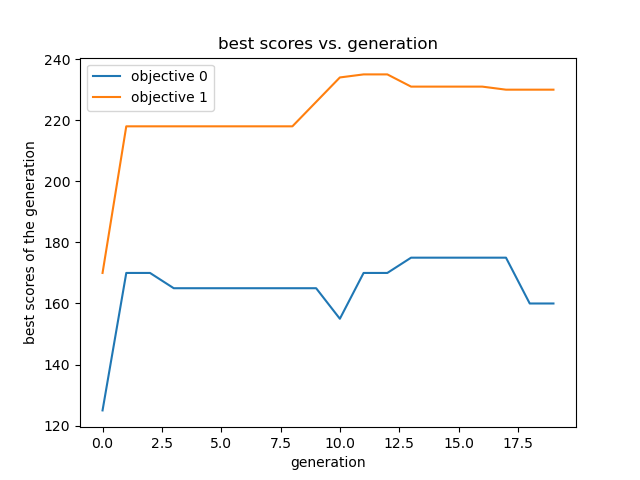 best scores vs. generation
objective 0
objective 1
best scores of the generation
240
220
200
180
160
140
120
0.0 2.5 5.0 7.5 10.0 12.5 15.0 17.5
generation